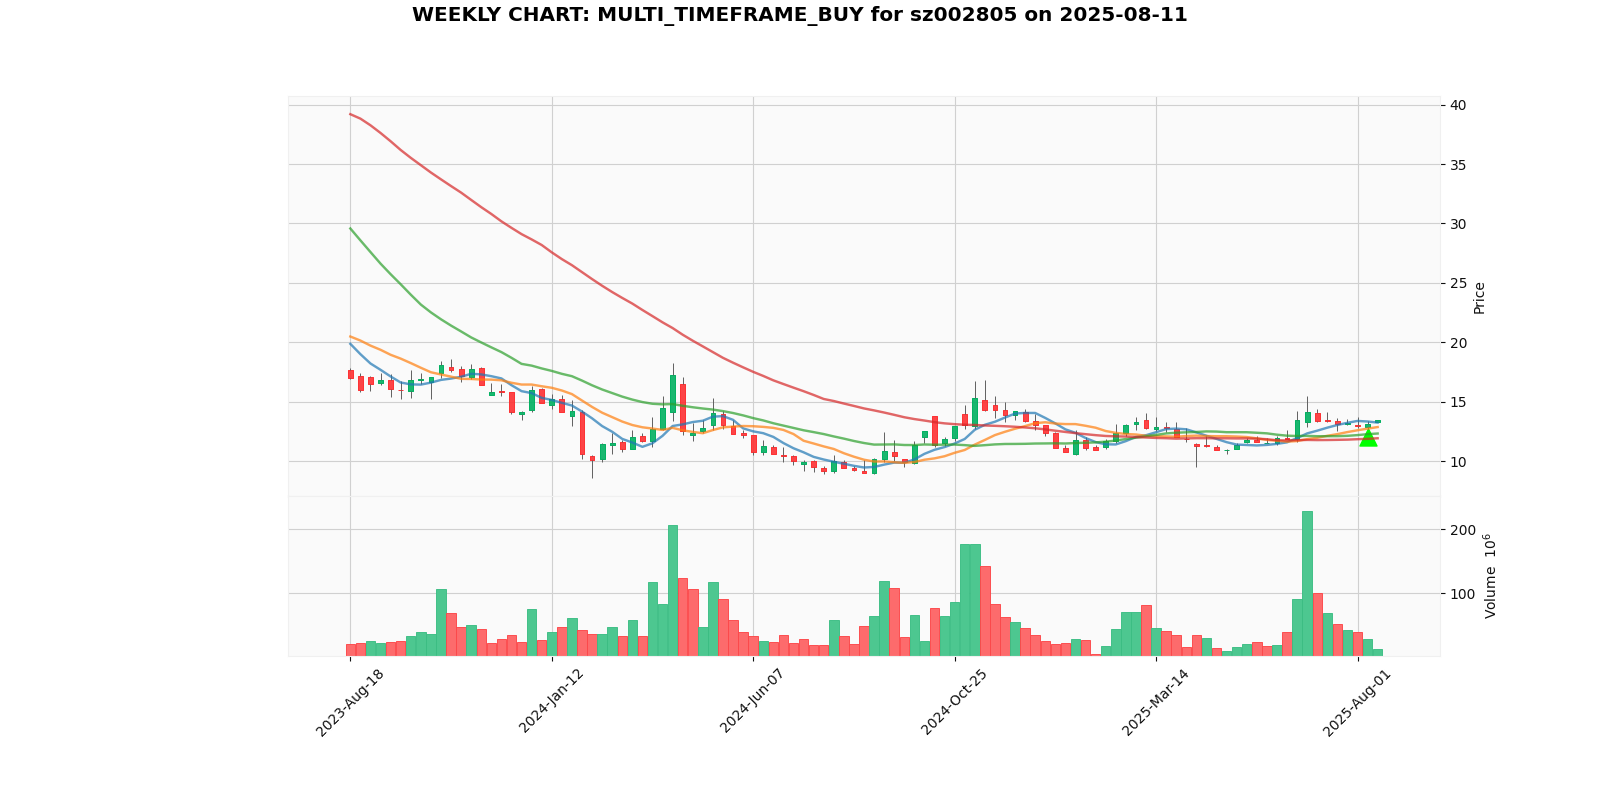 WEEKLY CHART: MULTI_TIMEFRAME_BUY for sz002805 on 2025-08-11
40
35
30
25
20
15
10
Price
200
100
Volume 10⁶
2023-Aug-18
2024-Jan-12
2024-Jun-07
2024-Oct-25
2025-Mar-14
2025-Aug-01